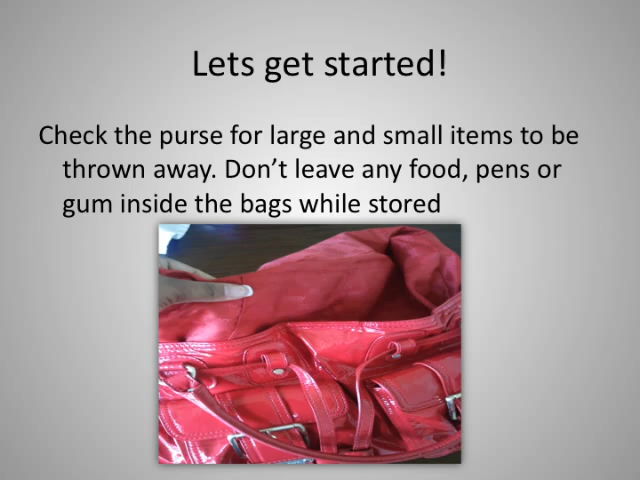 Lets get started!
Check the purse for large and small items to be
thrown away. Don’t leave any food, pens or
gum inside the bags while stored